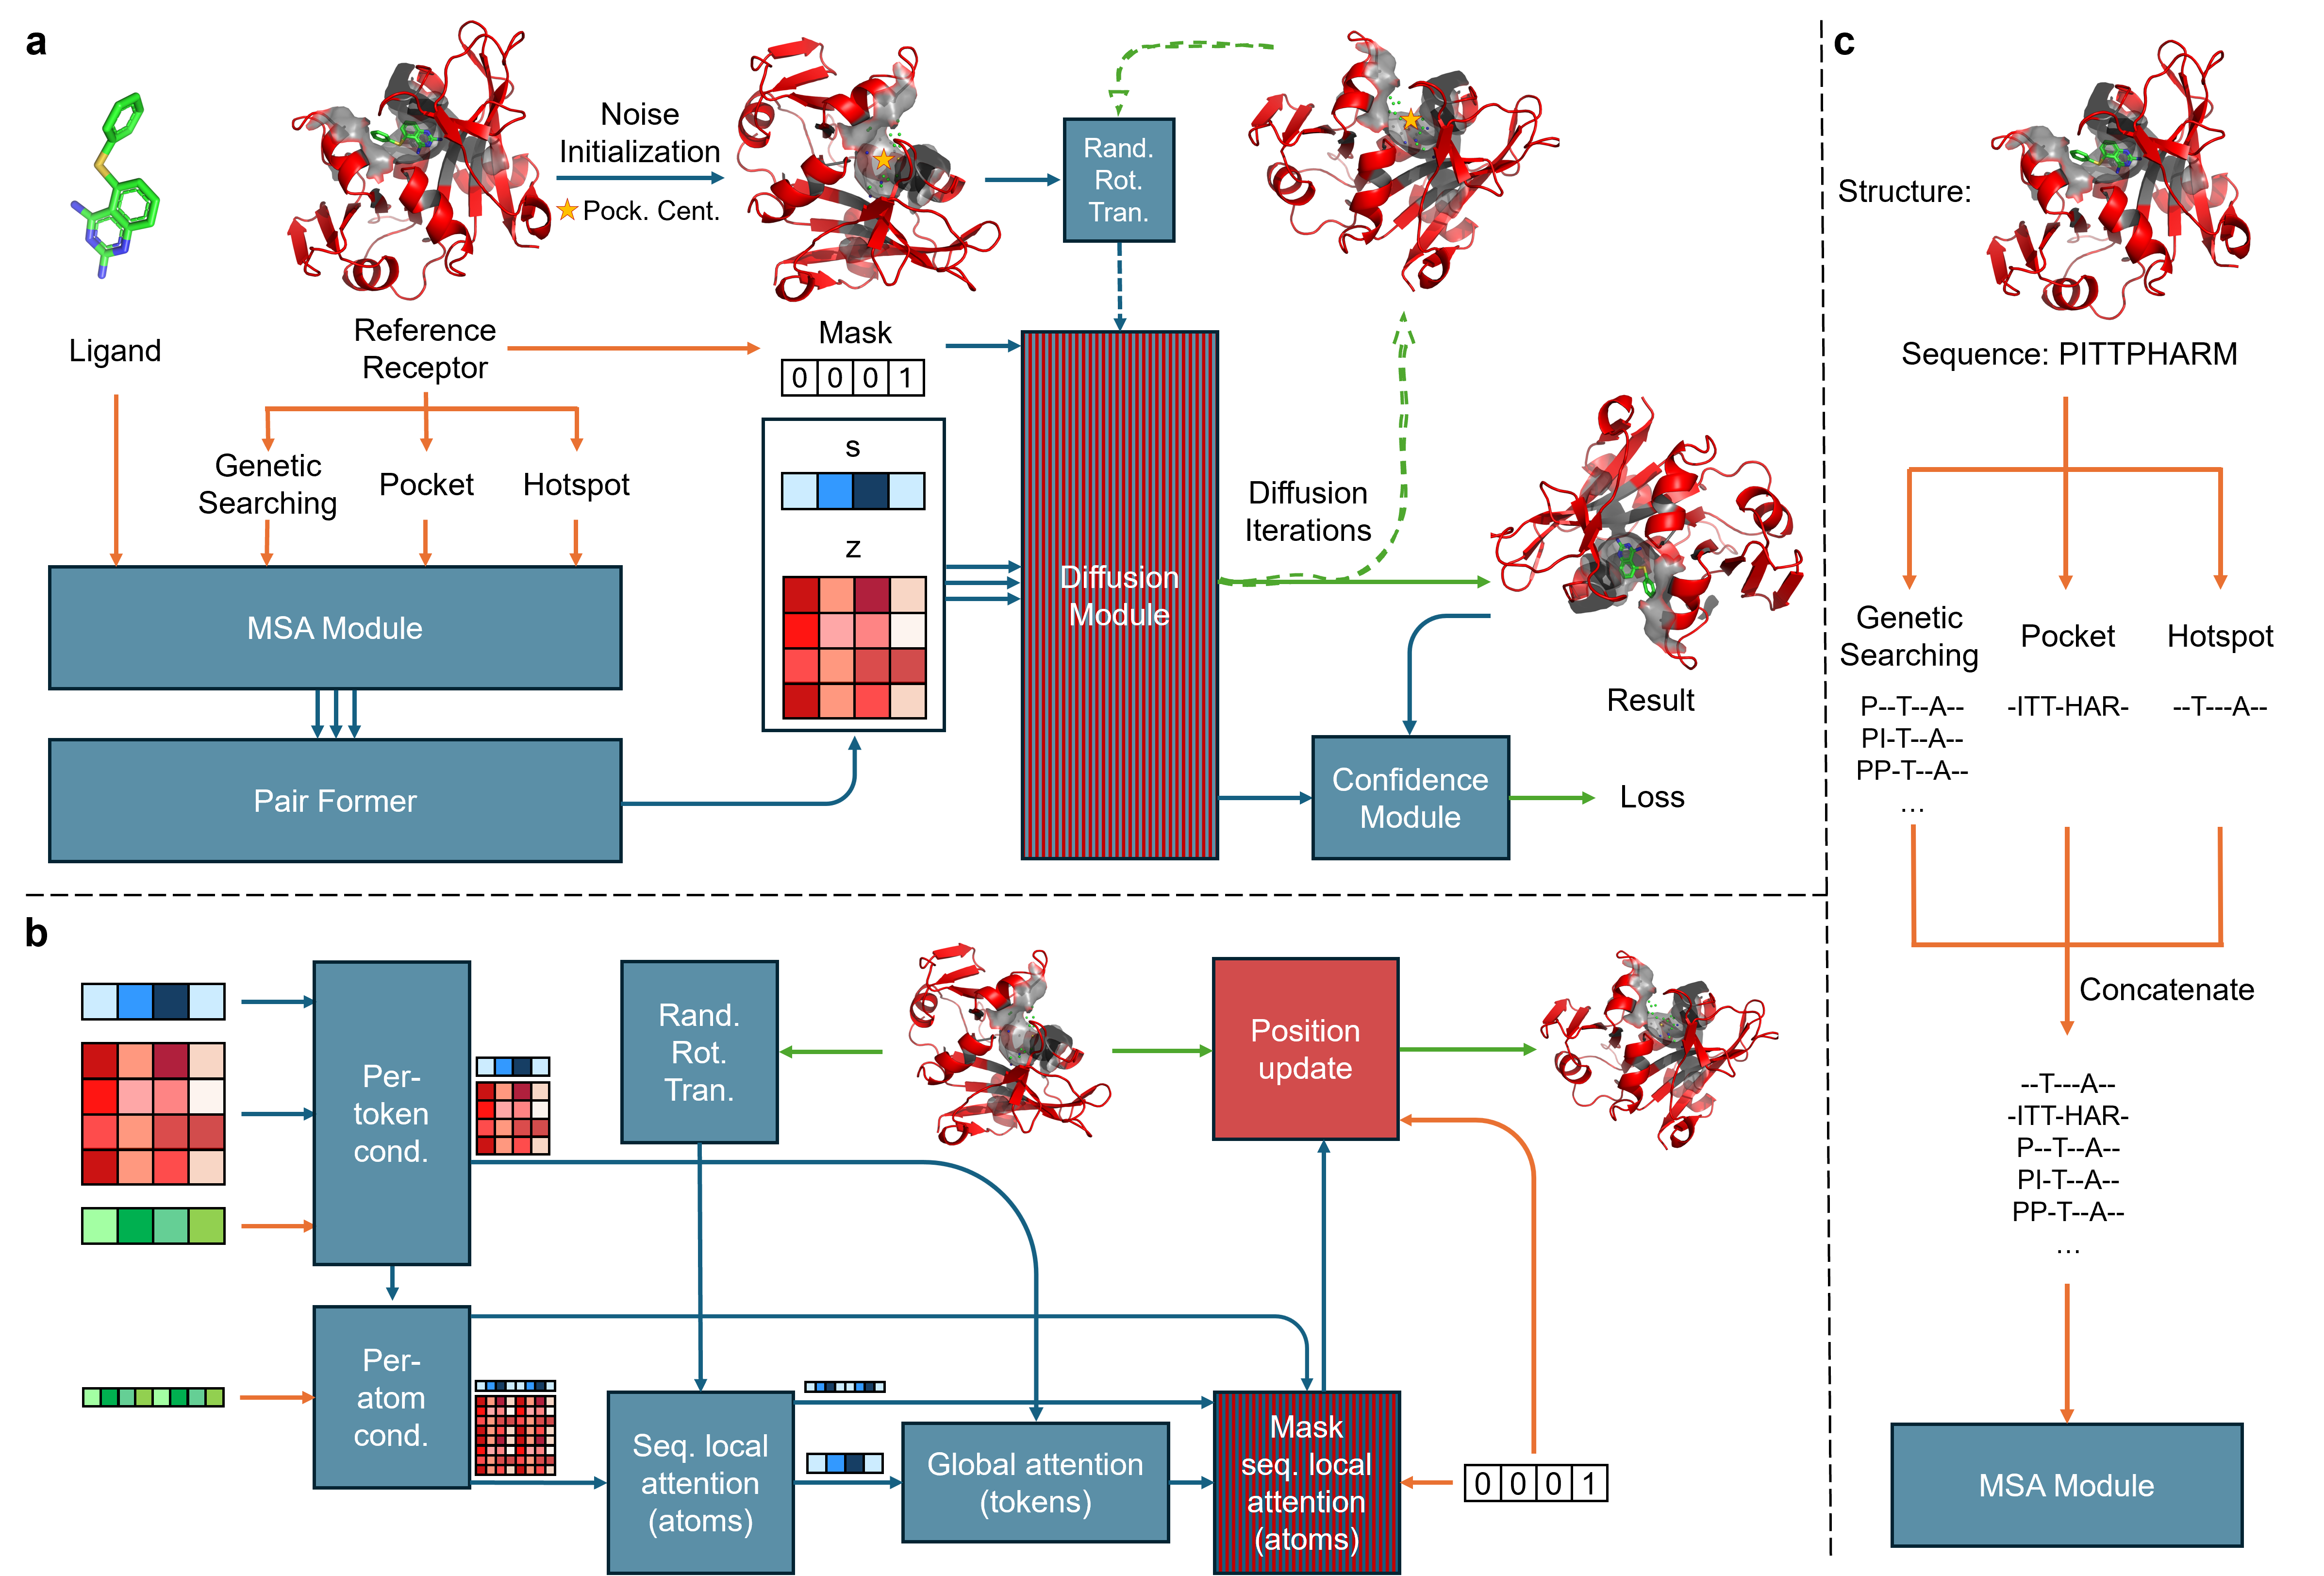 a
Noise
Initialization
Pock. Cent.
Rand.
Rot.
Tran.
Ligand
Reference
Receptor
Mask
0 0 0 1
Genetic
Searching
Pocket
Hotspot
s
z
MSA Module
Pair Former
Diffusion
Module
Diffusion
Iterations
Result
Confidence
Module
Loss
b
Per-
token
cond.
Rand.
Rot.
Tran.
Position
update
Per-
atom
cond.
Seq. local
attention
(atoms)
Global attention
(tokens)
Mask
seq. local
attention
(atoms)
0 0 0 1
c
Structure:
Sequence: PITTPHARM
Genetic
Searching
Pocket
Hotspot
P--T--A--
PI-T--A--
PP-T--A--
...
-ITT-HAR-
--T---A--
Concatenate
--T---A--
-ITT-HAR-
P--T--A--
PI-T--A--
PP-T--A--
...
MSA Module